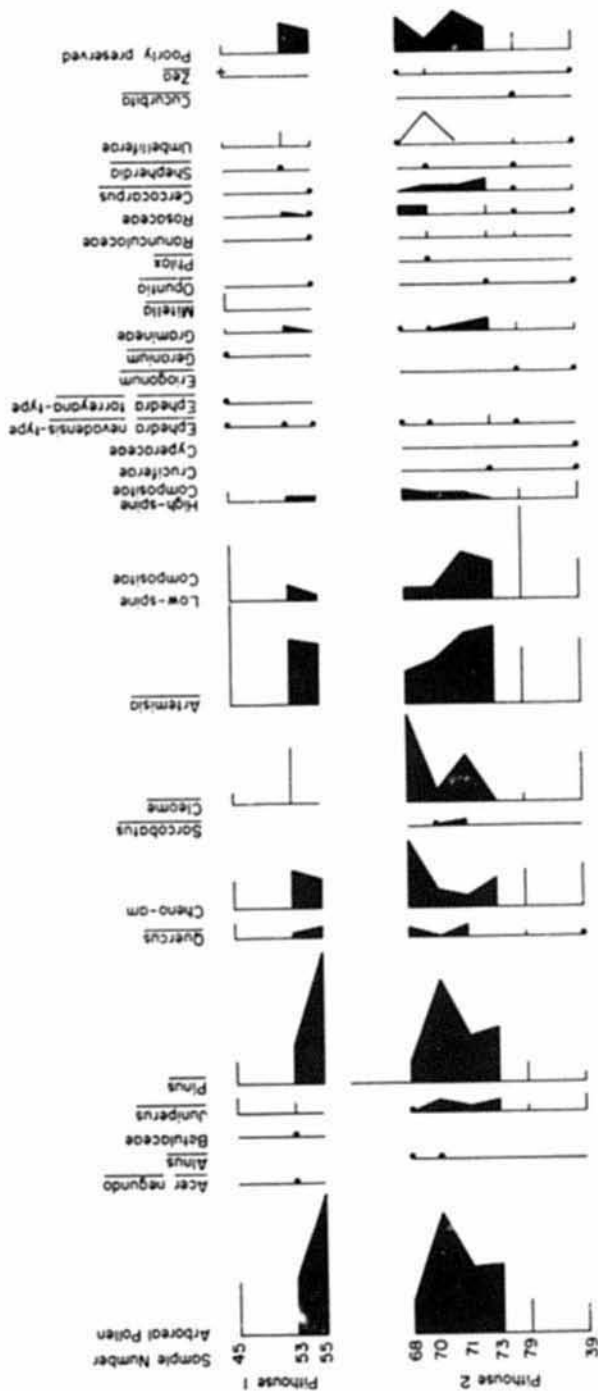 Pithouse 1
Pithouse 2
Sample Number
45
53
55
68
70
71
73
79
39
Arboreal Pollen
Acer negundo
Alnus
Betulaceae
Juniperus
Pinus
Quercus
Cheno-am
Sarcobatus
Cleome
Artemisia
Low-spine
Compositae
High-spine
Compositae
Cruciferae
Cyperaceae
Ephedra nevadensis-type
Ephedra torreyana-type
Eriogonum
Geranium
Gramineae
Mitella
Opuntia
Phlox
Ranunculaceae
Rosaceae
Cercocarpus
Shepherdia
Umbelliferae
Cucurbita
Zea
Poorly preserved